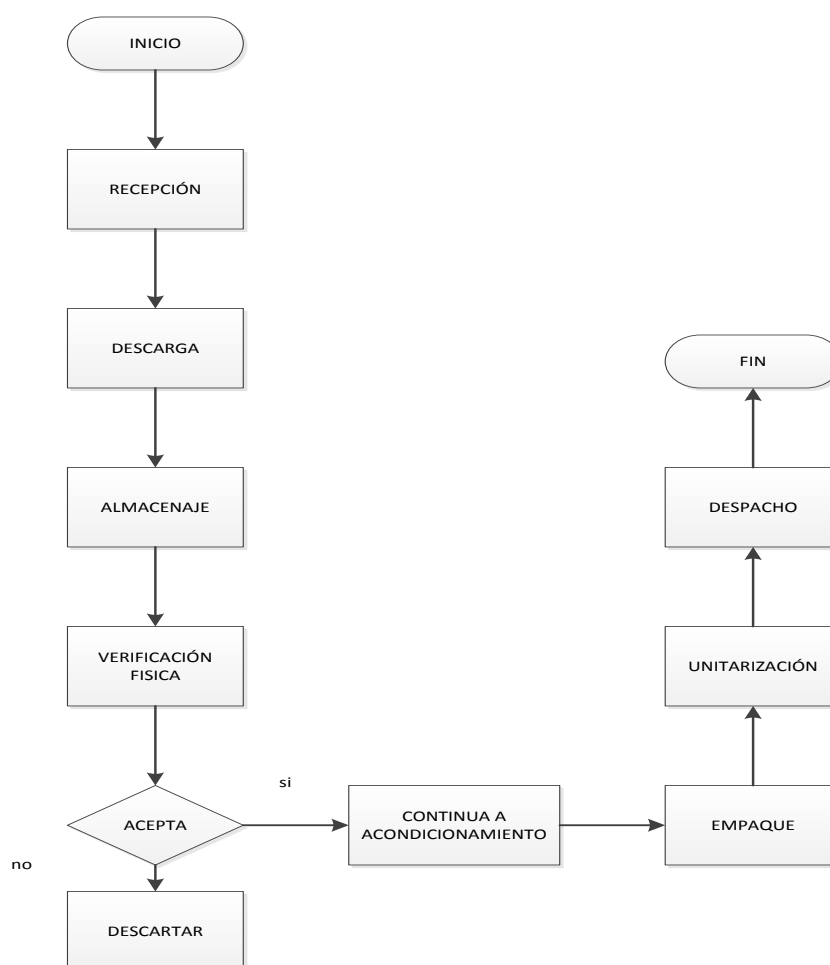 INICIO
RECEPCIÓN
DESCARGA
ALMACENAJE
VERIFICACIÓN
FISICA
ACEPTA
no
DESCARTAR
si
CONTINUA A
ACONDICIONAMIENTO
EMPAQUE
UNITARIZACIÓN
DESPACHO
FIN